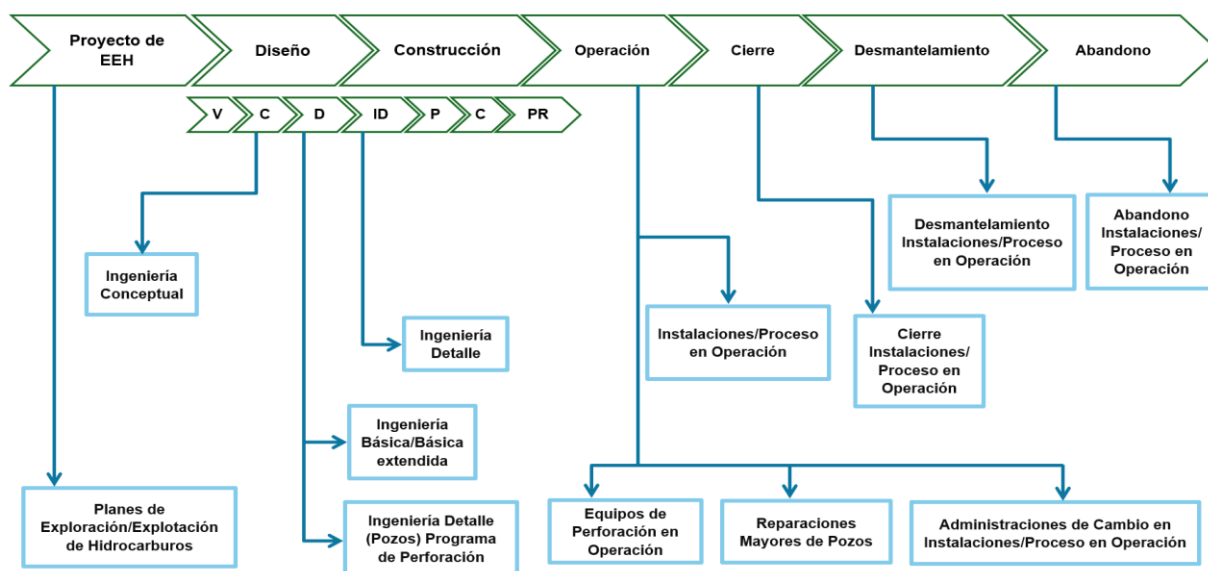 Proyecto de
EEH
Diseño
Construcción
Operación
Cierre
Desmantelamiento
Abandono
V
C
D
ID
P
C
PR
Ingeniería
Conceptual
Desmantelamiento
Instalaciones/Proceso
en Operación
Abandono
Instalaciones/
Proceso en
Operación
Ingeniería
Detalle
Instalaciones/Proceso
en Operación
Cierre
Instalaciones/
Proceso en
Operación
Ingeniería
Básica/Básica
extendida
Planes de
Exploración/Explotación
de Hidrocarburos
Ingeniería Detalle
(Pozos) Programa
de Perforación
Equipos de
Perforación en
Operación
Reparaciones
Mayores de Pozos
Administraciones de Cambio en
Instalaciones/Proceso en Operación